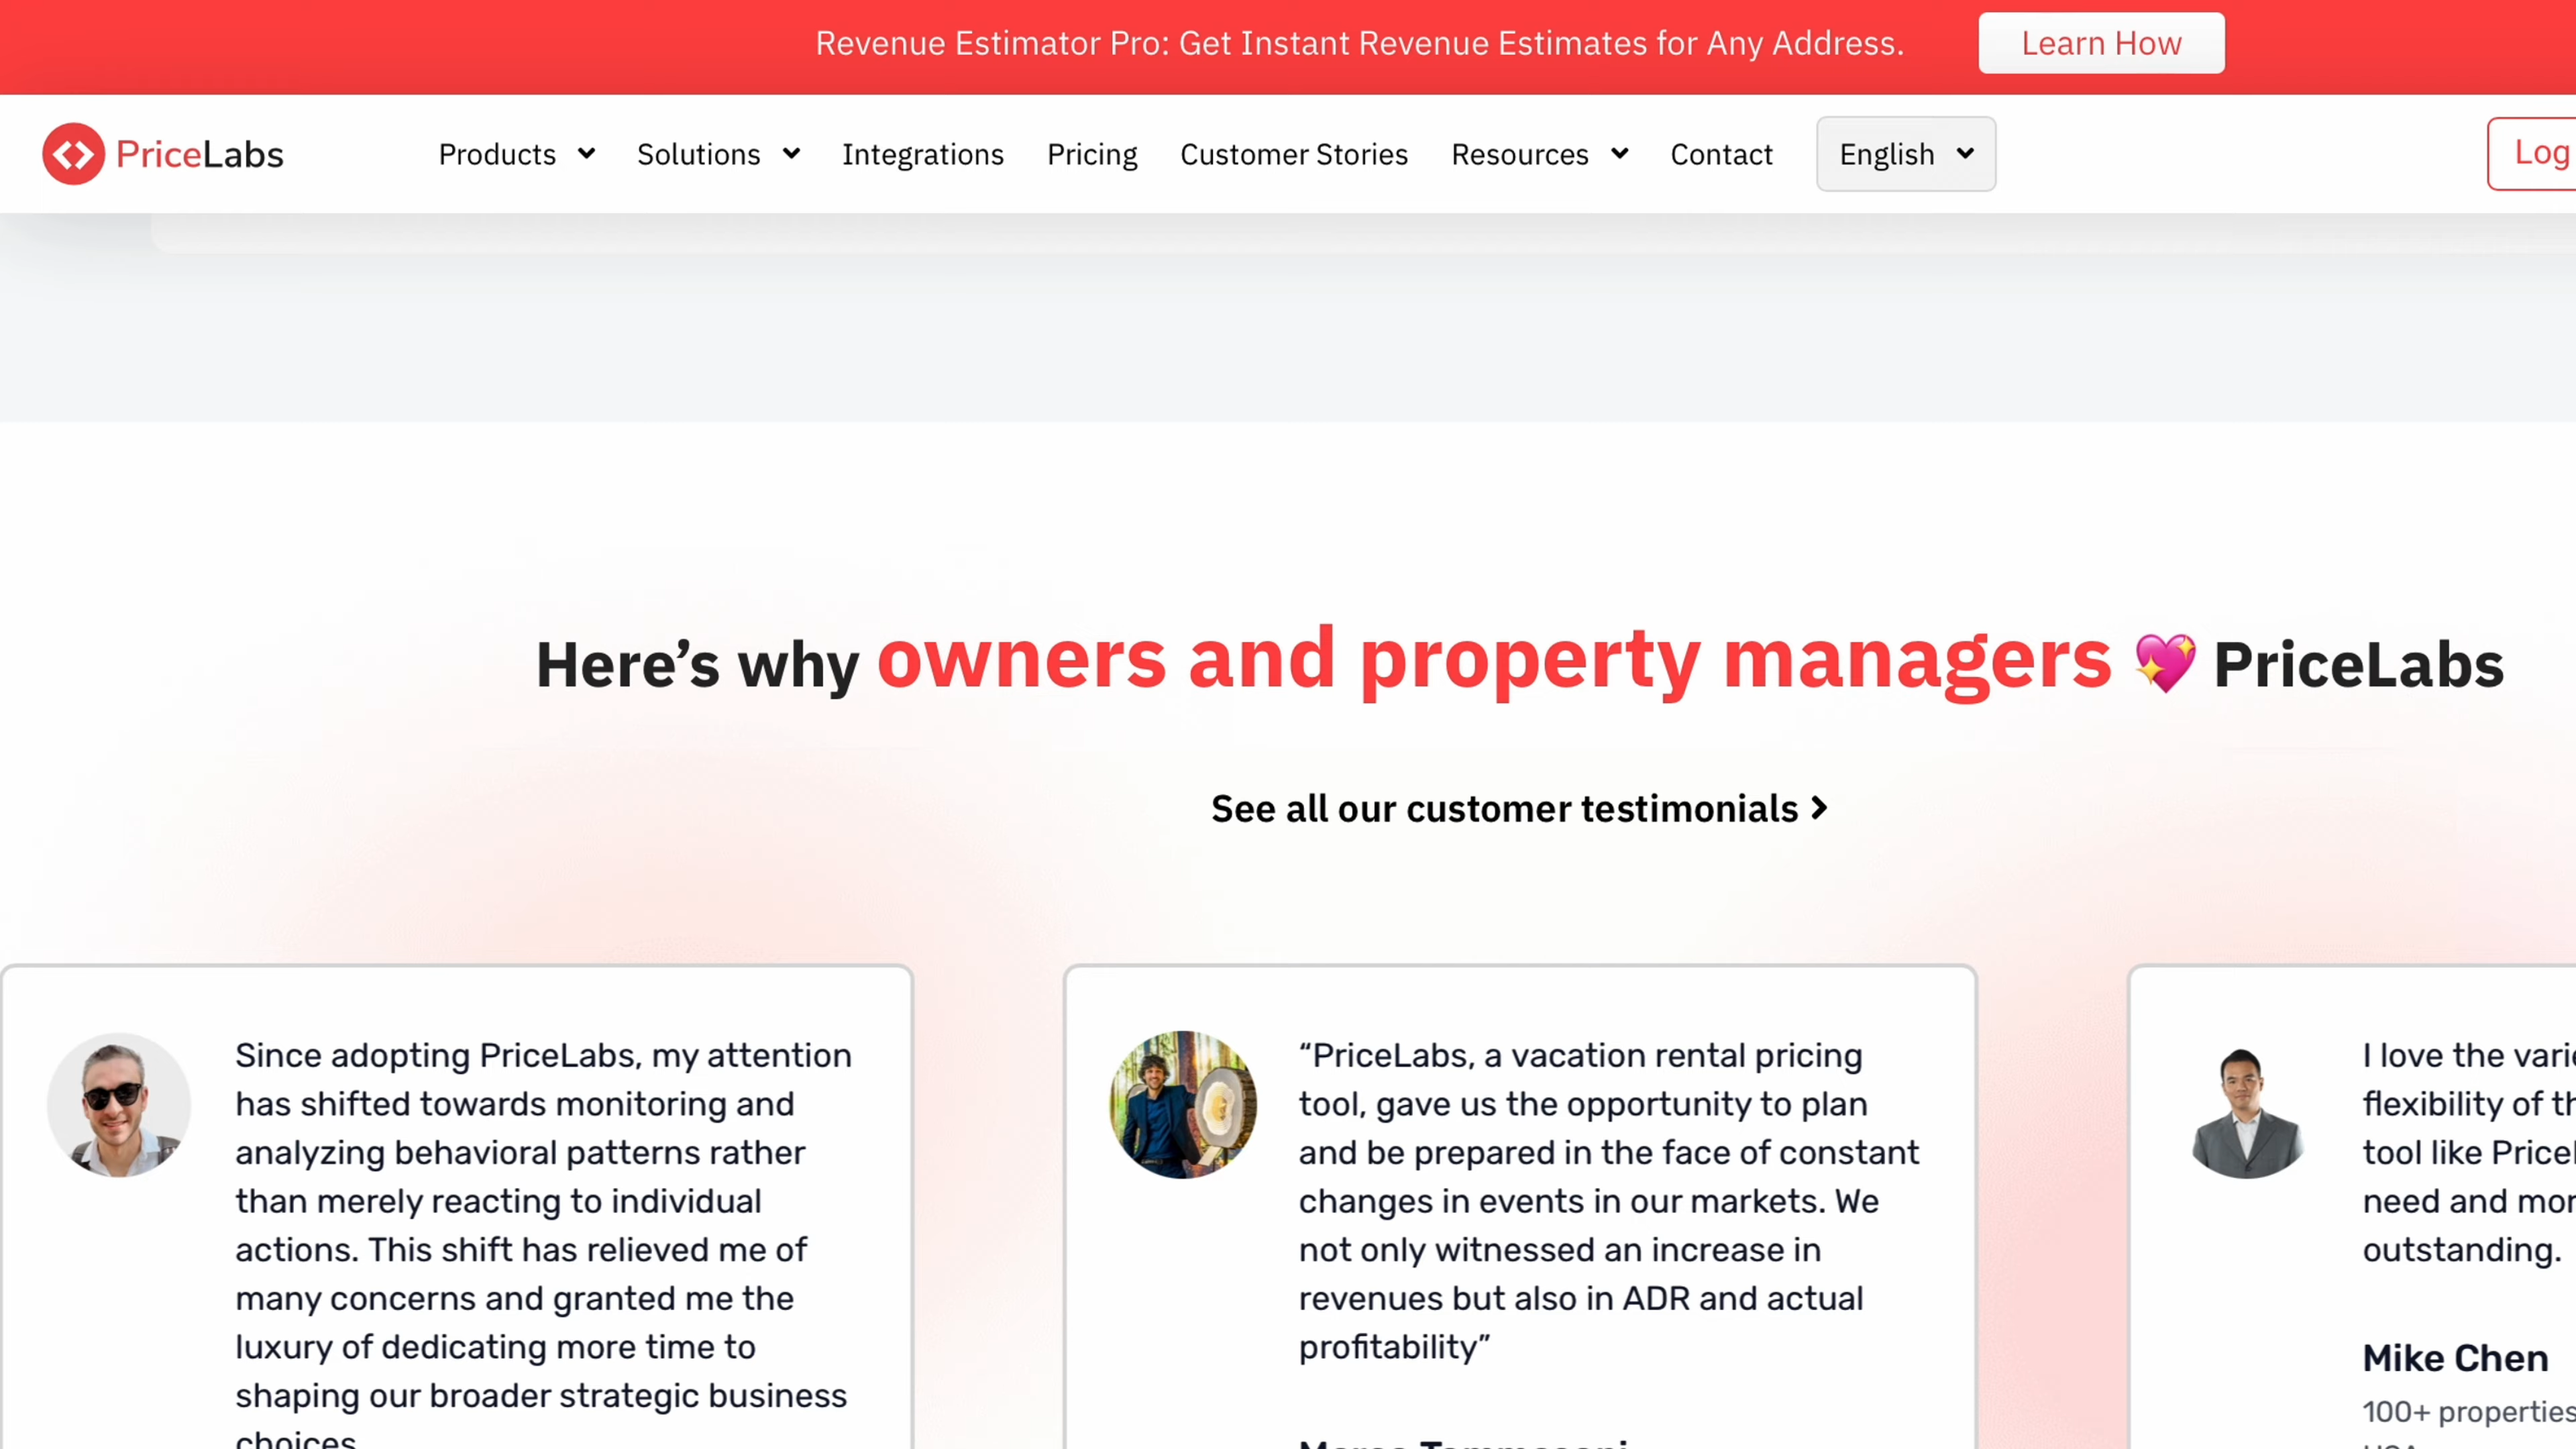 Revenue Estimator Pro: Get Instant Revenue Estimates for Any Address.
Learn How
PriceLabs
Products
Solutions
Integrations
Pricing
Customer Stories
Resources
Contact
English
Log
Here’s why owners and property managers 💖 PriceLabs
See all our customer testimonials
Since adopting PriceLabs, my attention
has shifted towards monitoring and
analyzing behavioral patterns rather
than merely reacting to individual
actions. This shift has relieved me of
many concerns and granted me the
luxury of dedicating more time to
shaping our broader strategic business
choices
“PriceLabs, a vacation rental pricing
tool, gave us the opportunity to plan
and be prepared in the face of constant
changes in events in our markets. We
not only witnessed an increase in
revenues but also in ADR and actual
profitability”
I love the
flexibility of
tool like
need and
outstanding.
Mike Chen
100+ properties